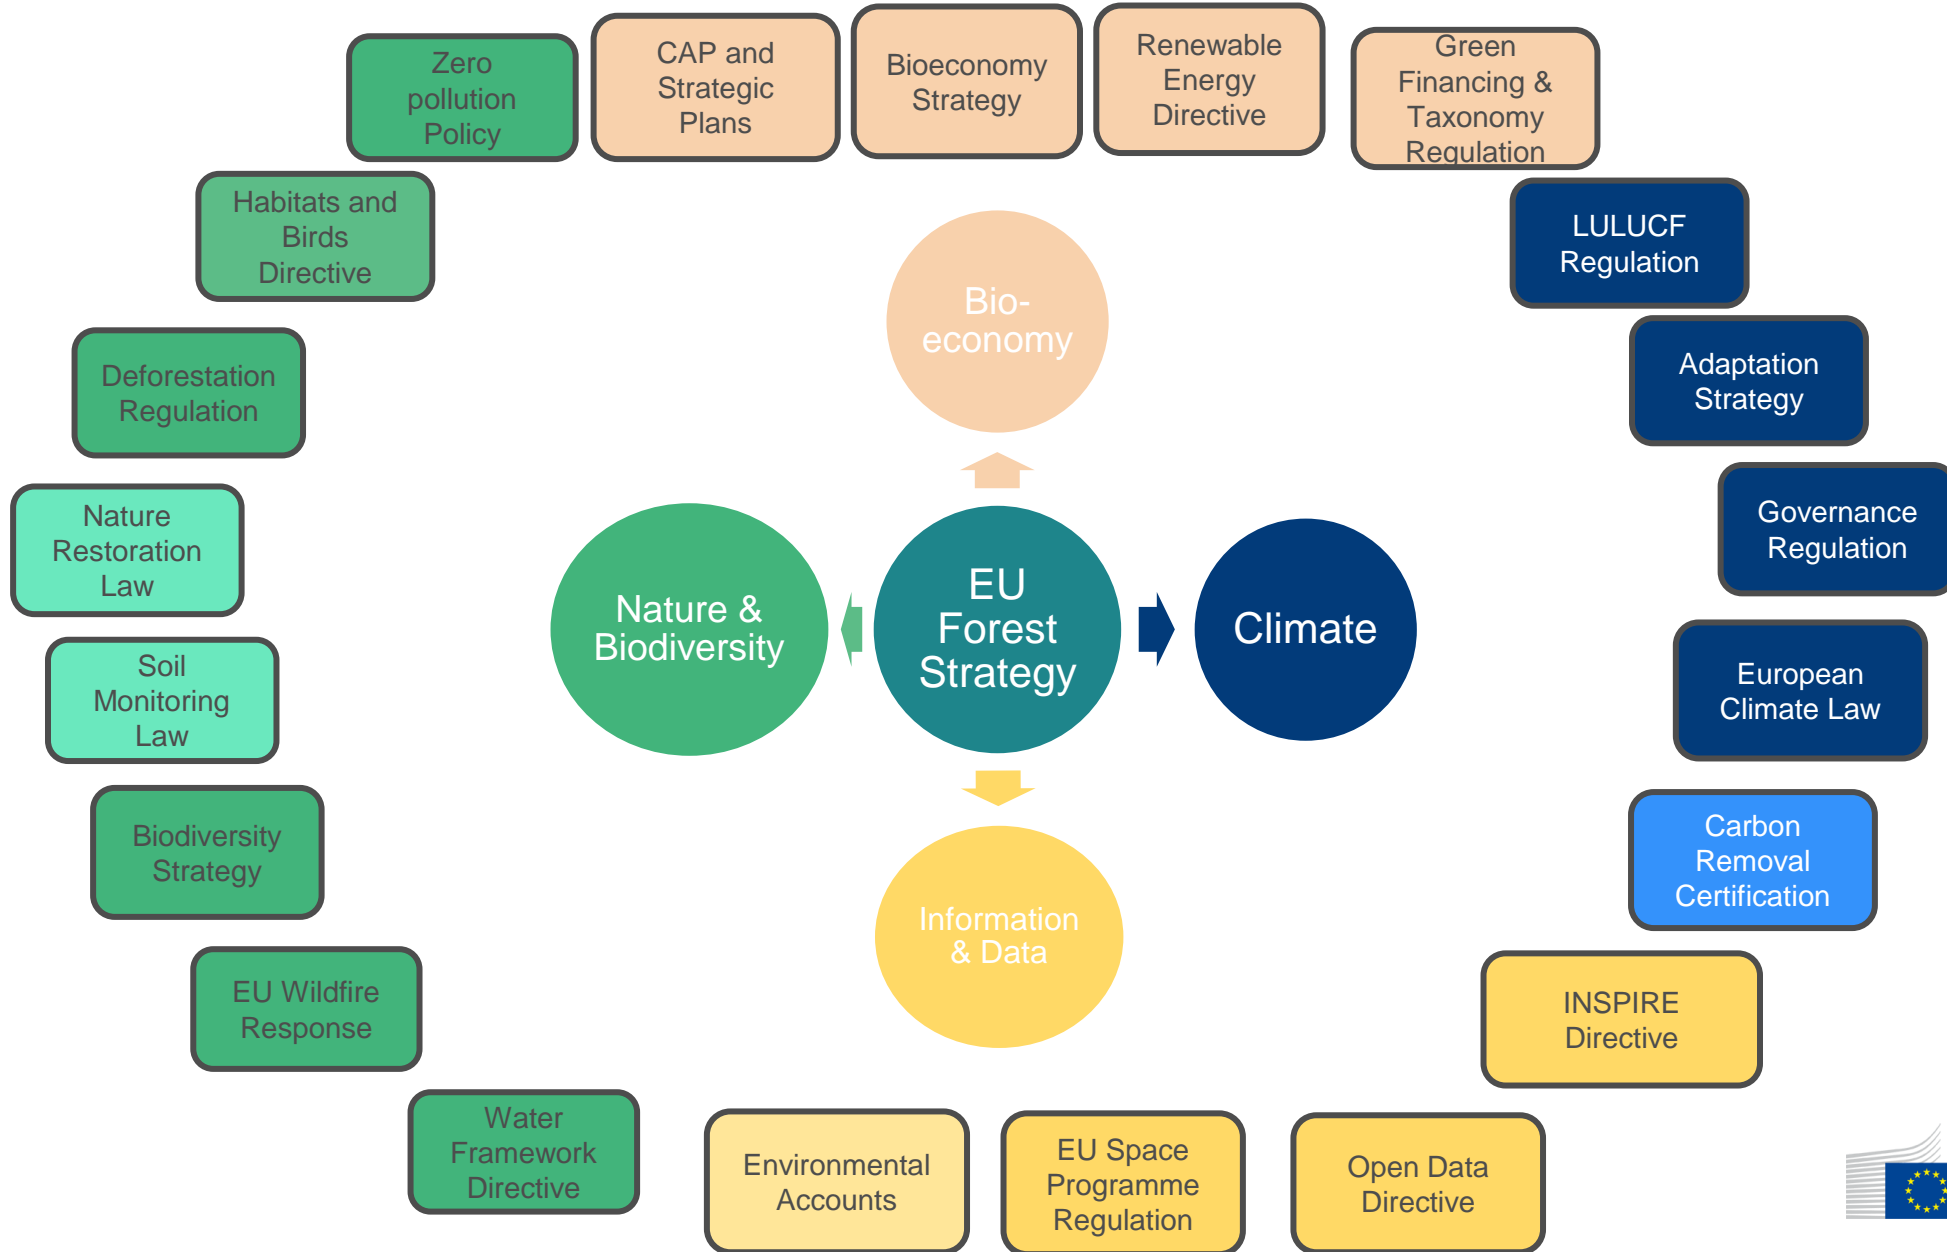 Zero
pollution
Policy
CAP and
Strategic
Plans
Bioeconomy
Strategy
Renewable
Energy
Directive
Green
Financing &
Taxonomy
Regulation
Habitats and
Birds
Directive
LULUCF
Regulation
Bio-
economy
Deforestation
Regulation
Adaptation
Strategy
Nature
Restoration
Law
Governance
Regulation
Nature &
Biodiversity
EU
Forest
Strategy
Climate
Soil
Monitoring
Law
European
Climate Law
Biodiversity
Strategy
Carbon
Removal
Certification
Information
& Data
EU Wildfire
Response
INSPIRE
Directive
Water
Framework
Directive
Environmental
Accounts
EU Space
Programme
Regulation
Open Data
Directive